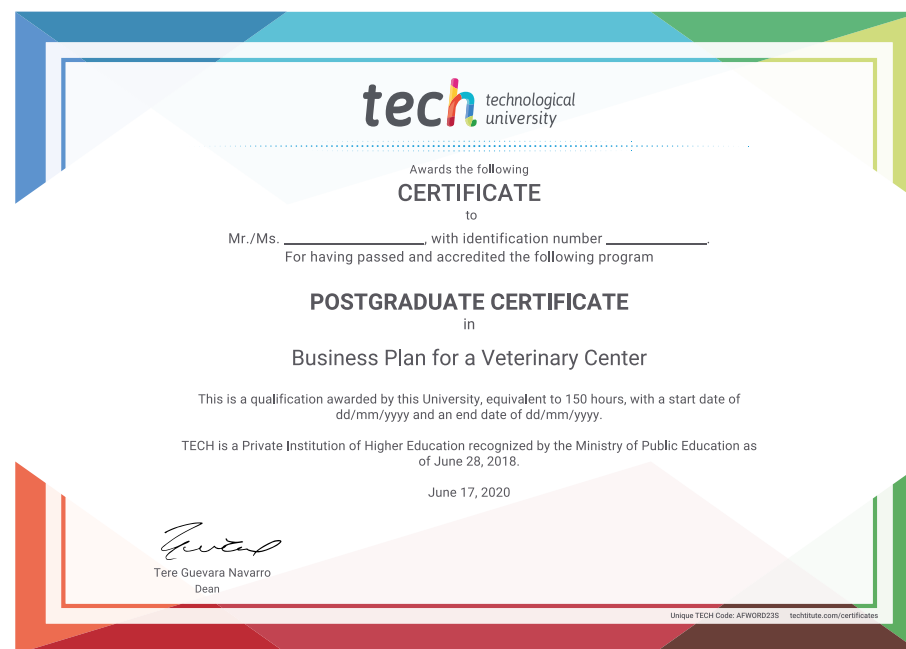 tech technological
university
Awards the following
CERTIFICATE
to
Mr./Ms. ____________________, with identification number ______________.
For having passed and accredited the following program
POSTGRADUATE CERTIFICATE
in
Business Plan for a Veterinary Center
This is a qualification awarded by this University, equivalent to 150 hours, with a start date of
dd/mm/yyyy and an end date of dd/mm/yyyy.
TECH is a Private Institution of Higher Education recognized by the Ministry of Public Education as
of June 28, 2018.
June 17, 2020
Tere Guevara Navarro
Dean
Unique TECH Code: AFWORD23S techtitute.com/certificates